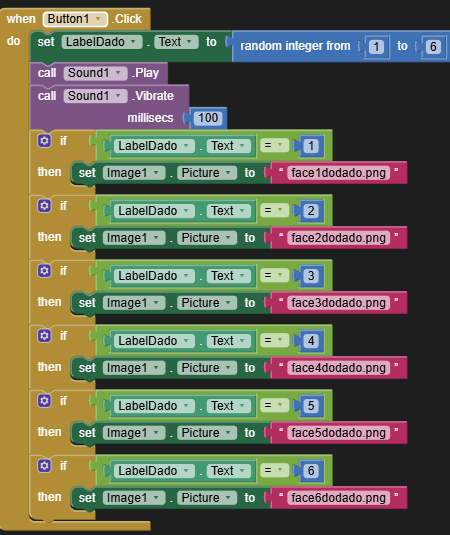 when Button1 .Click
do set LabelDado . Text to random integer from 1 to 6
call Sound1 .Play
call Sound1 .Vibrate
millisecs 100
if LabelDado . Text = 1
then set Image1 . Picture to “ face1dodado.png ”
if LabelDado . Text = 2
then set Image1 . Picture to “ face2dodado.png ”
if LabelDado . Text = 3
then set Image1 . Picture to “ face3dodado.png ”
if LabelDado . Text = 4
then set Image1 . Picture to “ face4dodado.png ”
if LabelDado . Text = 5
then set Image1 . Picture to “ face5dodado.png ”
if LabelDado . Text = 6
then set Image1 . Picture to “ face6dodado.png ”